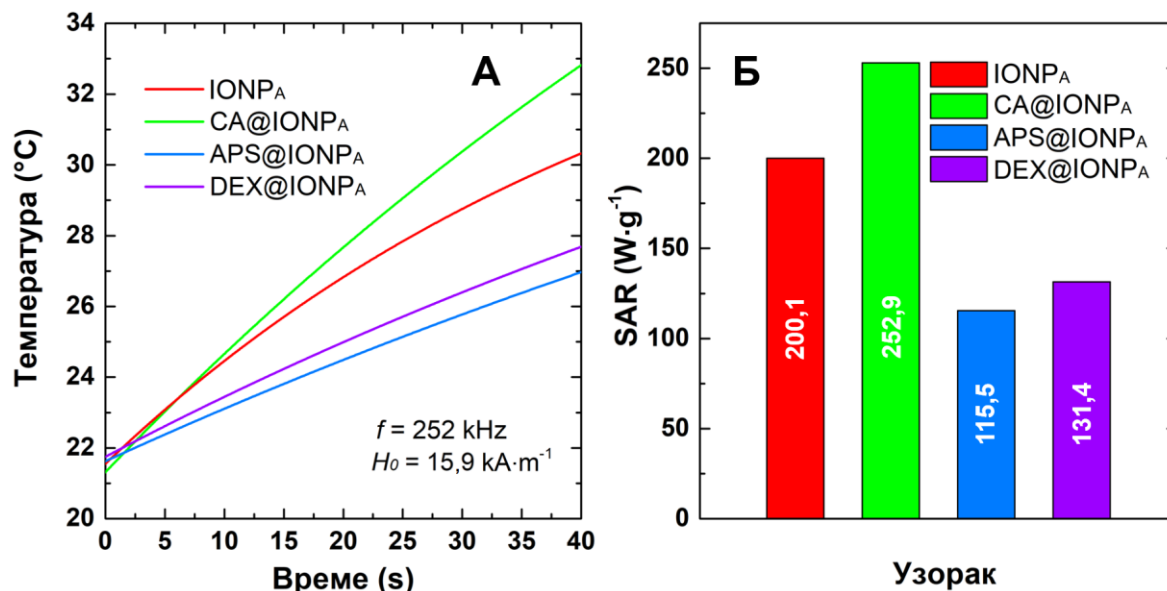 А
IONPA
CA@IONPA
APS@IONPA
DEX@IONPA
f = 252 kHz
H0 = 15,9 kA·m-1
Температура (°C)
34
32
30
28
26
24
22
20
0 5 10 15 20 25 30 35 40
Време (s)
Б
IONPA
CA@IONPA
APS@IONPA
DEX@IONPA
SAR (W·g-1)
250
200
150
100
50
0
200,1
252,9
115,5
131,4
Узорак